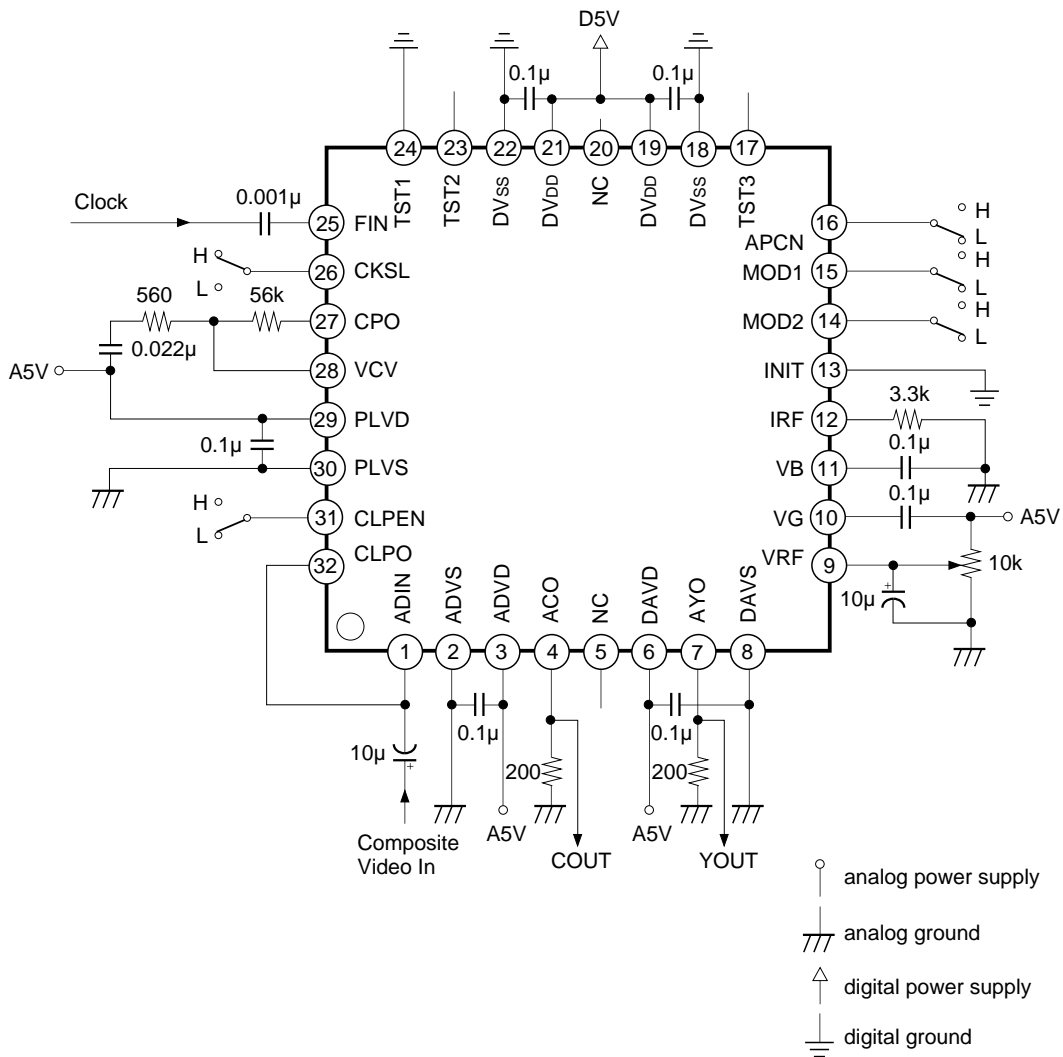 D5V
0.1µ 0.1µ
24 23 22 21 20 19 18 17
TST1 TST2 DVSS DVDD NC DVDD DVSS TST3
Clock
0.001µ
25 FIN
H
L
26 CKSL
560 56k
27 CPO
0.022µ
A5V
28 VCV
29 PLVD
0.1µ
30 PLVS
H
L
31 CLPEN
32 CLPO
16 APCN
H
L
15 MOD1
H
L
14 MOD2
H
L
13 INIT
12 IRF
3.3k
11 VB
0.1µ
10 VG
0.1µ
A5V
9 VRF
10k
10µ
+
ADIN ADVS ADVD ACO NC DAVD AYO DAVS
1 2 3 4 5 6 7 8
10µ
+
0.1µ
200
0.1µ
200
A5V
A5V
Composite
Video In
COUT
YOUT
analog power supply
analog ground
digital power supply
digital ground